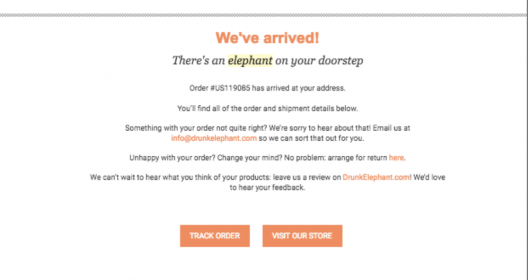 We've arrived!
There's an elephant on your doorstep
Order #US119085 has arrived at your address.
You'll find all of the order and shipment details below.
Something with your order not quite right? We're sorry to hear about that! Email us at
info@drunkelephant.com so we can sort that out for you.
Unhappy with your order? Change your mind? No problem: arrange for return here.
We can't wait to hear what you think of your products: leave us a review on DrunkElephant.com! We'd love
to hear your feedback.
TRACK ORDER
VISIT OUR STORE